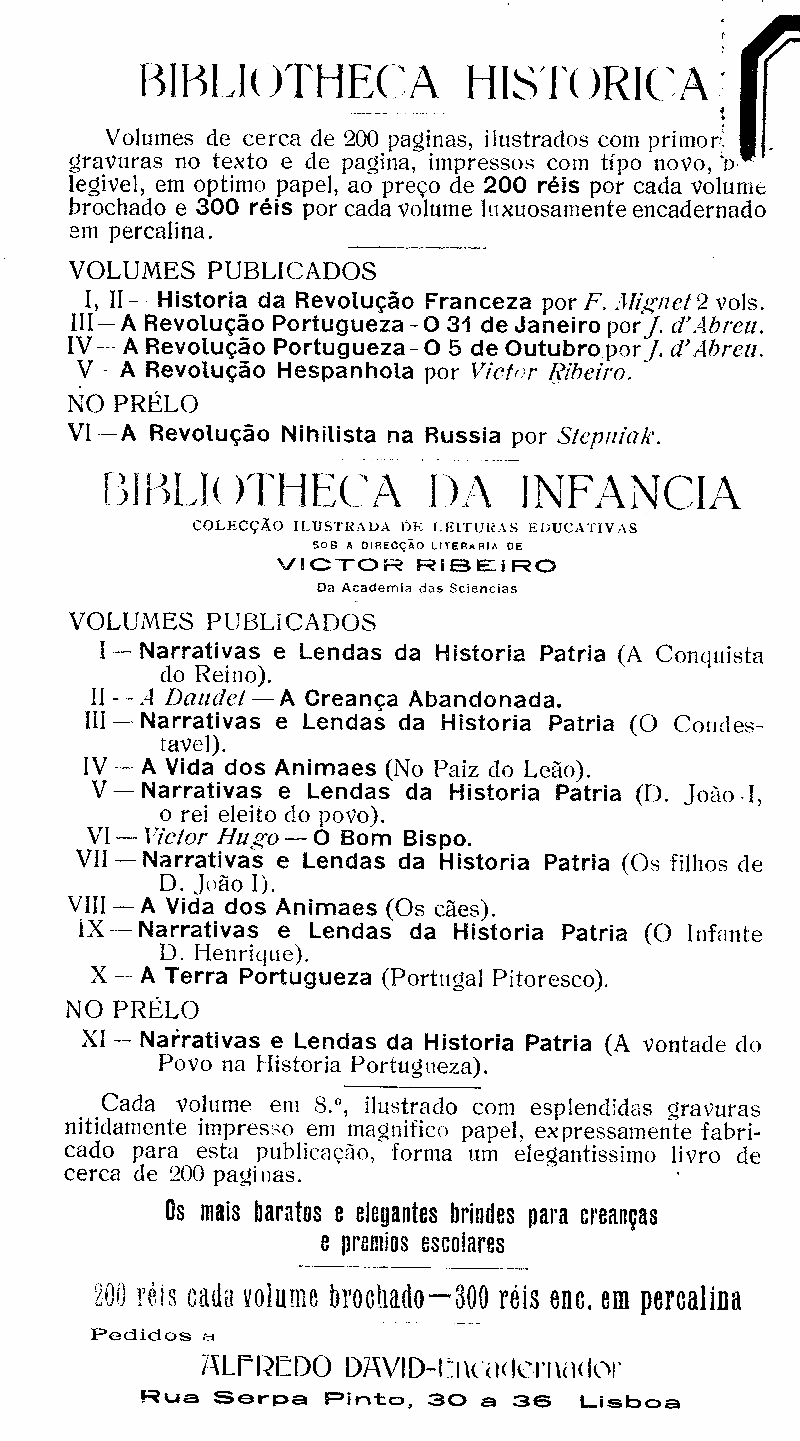 BIBLIOTHECA HISTORICA
Volumes de cerca de 200 paginas, ilustrados com primor
gravuras no texto e de pagina, impressos com tipo novo,
legivel, em optimo papel, ao preço de 200 réis por cada volume
brochado e 300 réis por cada volume luxuosamente encadernado
em percalina.
VOLUMES PUBLICADOS
I, II - Historia da Revolução Franceza por F. Mignet 2 vols.
III—A Revolução Portugueza - O 31 de Janeiro por J. d'Abreu.
IV—A Revolução Portugueza - O 5 de Outubro por J. d'Abreu.
V - A Revolução Hespanhola por Victor Ribeiro.
NO PRÉLO
VI—A Revolução Nihilista na Russia por Stepniak.
BIBLIOTHECA DA INFANCIA
COLECÇÃO ILUSTRADA DE LEITURAS EDUCATIVAS
SOB A DIRECÇÃO LITERARIA DE
VICTOR RIBEIRO
Da Academia das Sciencias
VOLUMES PUBLICADOS
I — Narrativas e Lendas da Historia Patria (A Conquista
do Reino).
II - - A Daudet — A Creança Abandonada.
III — Narrativas e Lendas da Historia Patria (O Condes-
tavel).
IV — A Vida dos Animaes (No Paiz do Leão).
V — Narrativas e Lendas da Historia Patria (D. João I,
o rei eleito do povo).
VI — Victor Hugo — O Bom Bispo.
VII — Narrativas e Lendas da Historia Patria (Os filhos de
D. João I).
VIII — A Vida dos Animaes (Os cães).
IX — Narrativas e Lendas da Historia Patria (O Infante
D. Henrique).
X — A Terra Portugueza (Portugal Pitoresco).
NO PRÉLO
XI — Narrativas e Lendas da Historia Patria (A vontade do
Povo na Historia Portugueza).
Cada volume em 8.º, ilustrado com esplendidas gravuras
nitidamente impresso em magnifico papel, expressamente fabri-
cado para esta publicação, forma um elegantissimo livro de
cerca de 200 paginas.
Os mais baratos e elegantes brindes para creanças
e premios escolares
200 réis cada volume brochado—300 réis enc. em percalina
Pedidos a
ALFREDO DAVID-Encadernador
Rua Serpa Pinto, 30 a 36 Lisboa